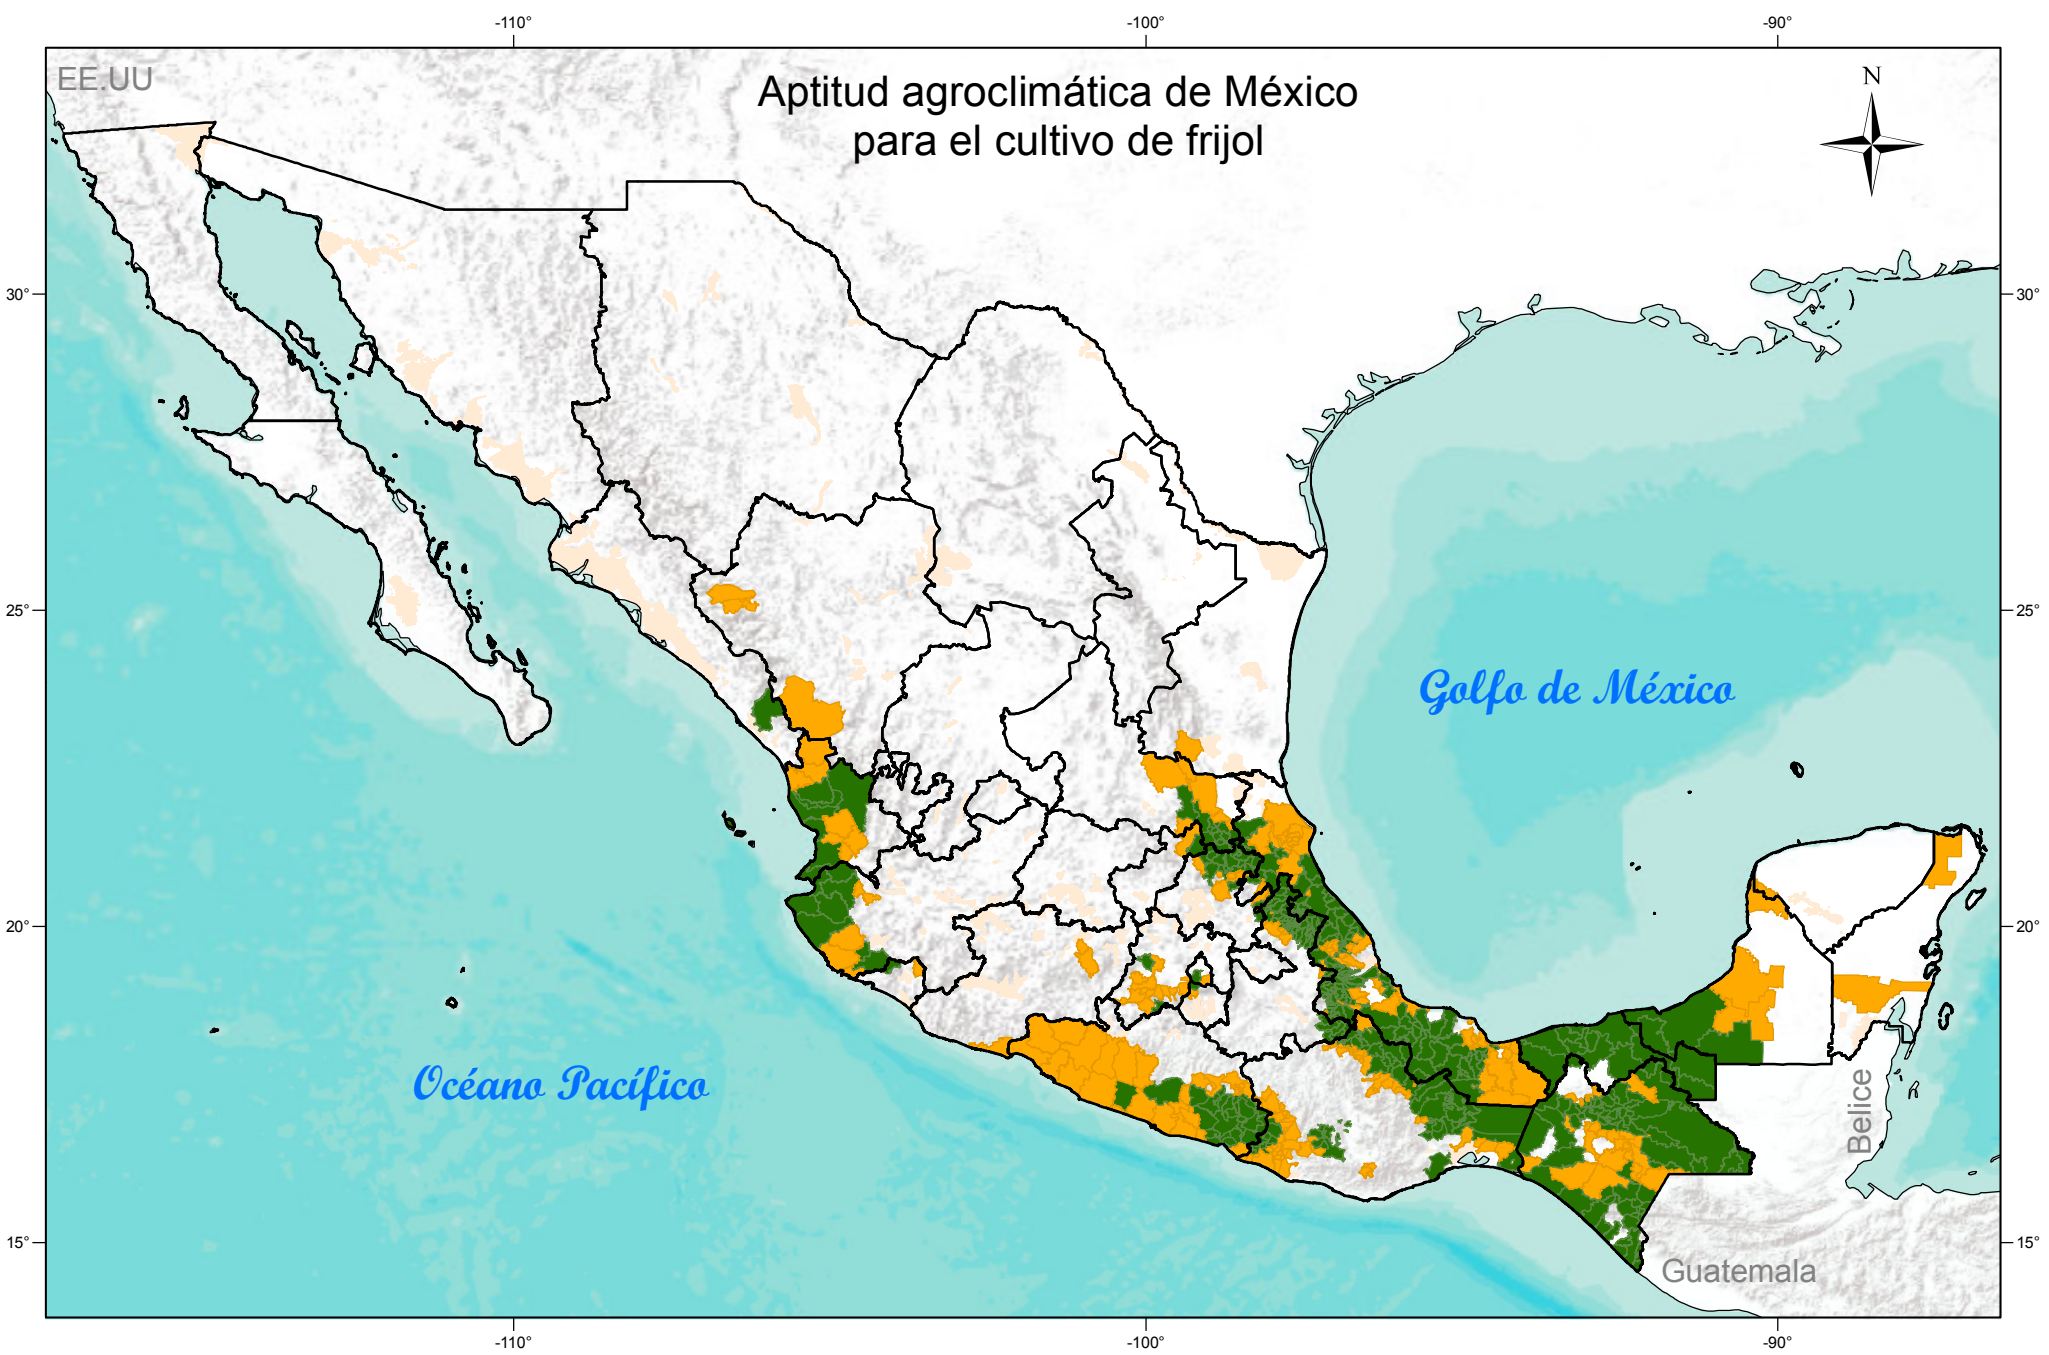 -110°
-100°
-90°
EE.UU
Aptitud agroclimática de México
para el cultivo de frijol
N
30°
30°
25°
25°
Golfo de México
20°
20°
Océano Pacífico
Belice
15°
15°
Guatemala
-110°
-100°
-90°